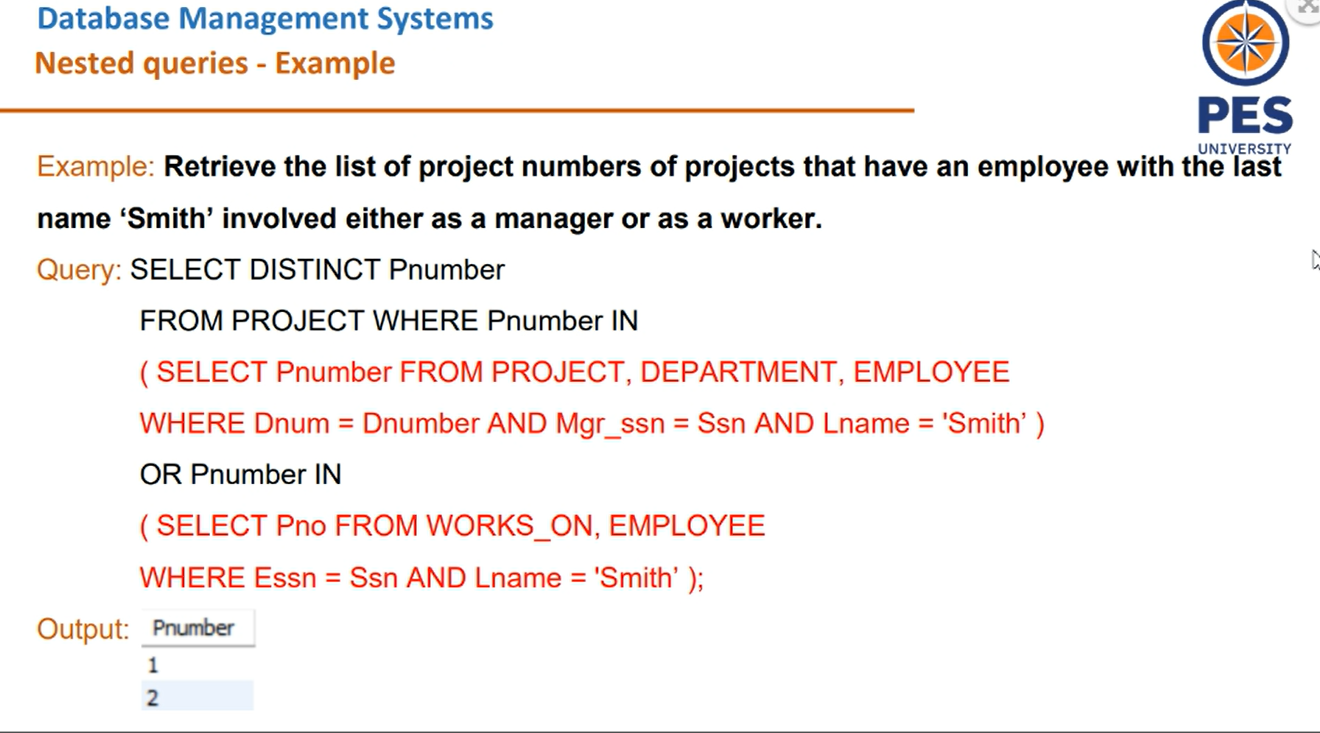 Database Management Systems
Nested queries - Example
PES
UNIVERSITY
Example: Retrieve the list of project numbers of projects that have an employee with the last
name ‘Smith’ involved either as a manager or as a worker.
Query: SELECT DISTINCT Pnumber
FROM PROJECT WHERE Pnumber IN
( SELECT Pnumber FROM PROJECT, DEPARTMENT, EMPLOYEE
WHERE Dnum = Dnumber AND Mgr_ssn = Ssn AND Lname = 'Smith’ )
OR Pnumber IN
( SELECT Pno FROM WORKS_ON, EMPLOYEE
WHERE Essn = Ssn AND Lname = 'Smith’ );
Output: Pnumber
1
2